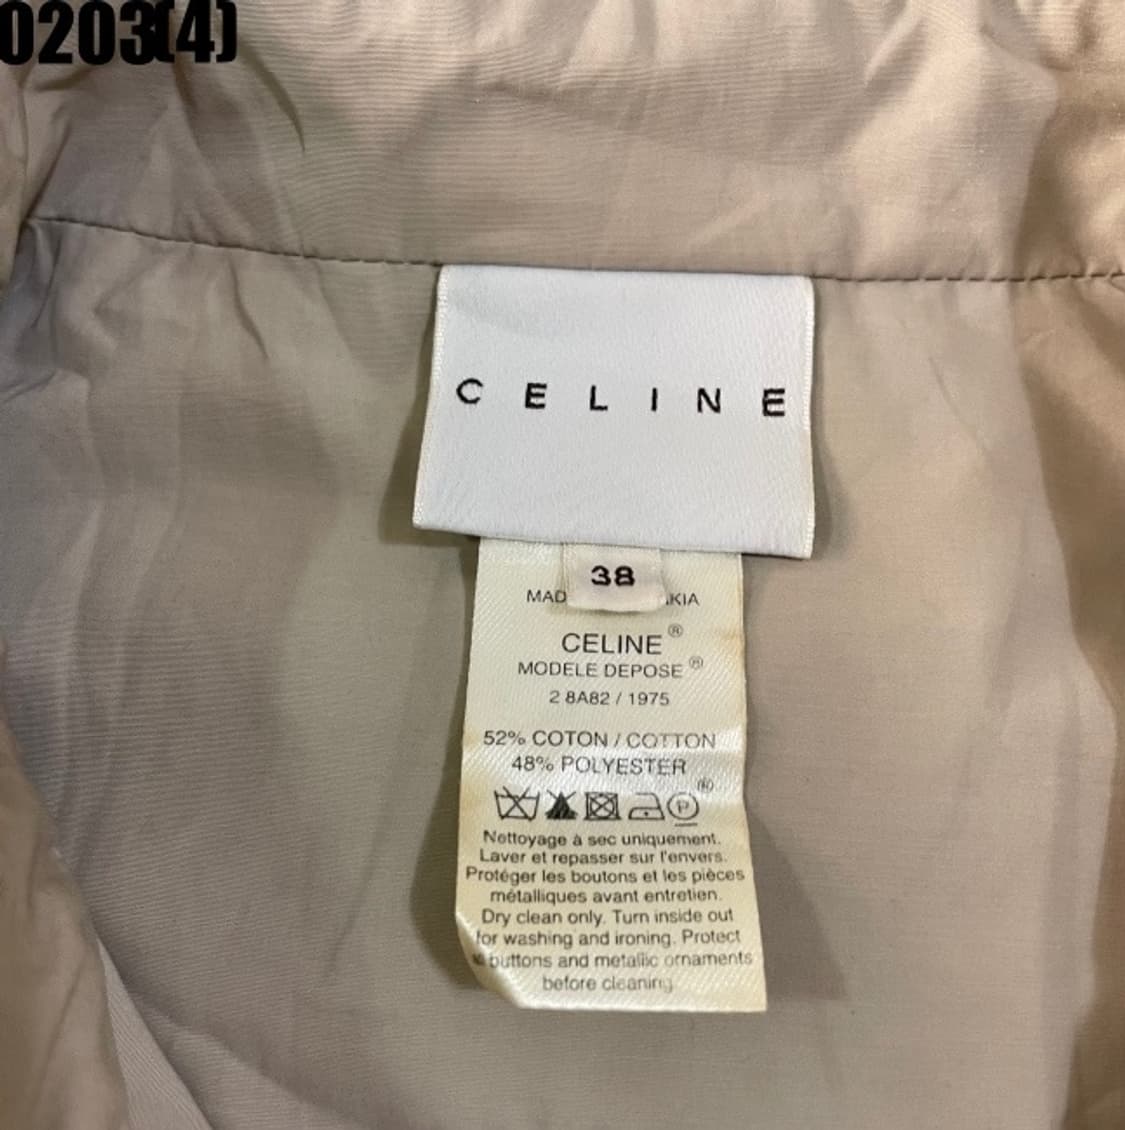 0203(4)
CELINE
38
MAD KIA
CELINE®
MODELE DEPOSE®
2 8A82 / 1975
52% COTON / COTTON
48% POLYESTER
®
P
Nettoyage à sec uniquement.
Laver et repasser sur l'envers.
Protéger les boutons et les pièces
métalliques avant entretien.
Dry clean only. Turn inside out
for washing and ironing. Protect
buttons and metallic ornaments
before cleaning